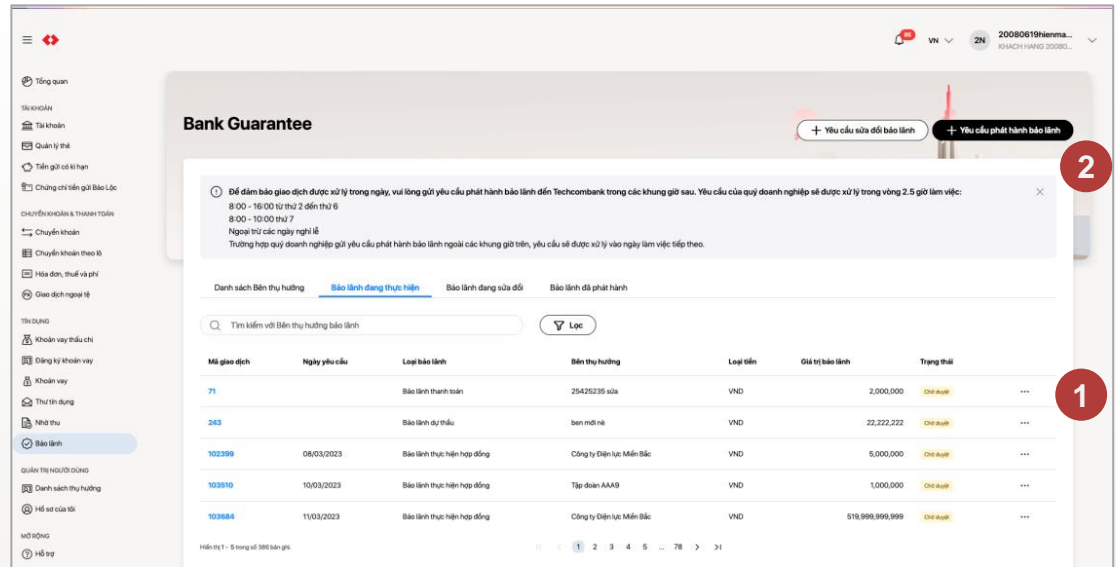 95
VN
2N
20080619hienma...
KHACH HANG 20080...
Tổng quan
TÀI KHOẢN
Tài khoản
Quản lý thẻ
Tiền gửi có kì hạn
Chứng chỉ tiền gửi Bảo Lộc
CHUYỂN KHOẢN & THANH TOÁN
Chuyển khoản
Chuyển khoản theo lô
Hóa đơn, thuế và phí
Giao dịch ngoại tệ
TÍN DỤNG
Khoản vay thấu chi
Đăng ký khoản vay
Khoản vay
Thư tín dụng
Nhờ thu
Bảo lãnh
QUẢN TRỊ NGƯỜI DÙNG
Danh sách thụ hưởng
Hồ sơ của tôi
MỞ RỘNG
Hỗ trợ
Bank Guarantee
Yêu cầu sửa đổi bảo lãnh
Yêu cầu phát hành bảo lãnh
2
Để đảm bảo giao dịch được xử lý trong ngày, vui lòng gửi yêu cầu phát hành bảo lãnh đến Techcombank trong các khung giờ sau. Yêu cầu của quý doanh nghiệp sẽ được xử lý trong vòng 2.5 giờ làm việc:
8:00 - 16:00 từ thứ 2 đến thứ 6
8:00 - 10:00 thứ 7
Ngoại trừ các ngày nghỉ lễ
Trường hợp quý doanh nghiệp gửi yêu cầu phát hành bảo lãnh ngoài các khung giờ trên, yêu cầu sẽ được xử lý vào ngày làm việc tiếp theo.
Danh sách Bên thụ hưởng Bảo lãnh đang thực hiện Bảo lãnh đang sửa đổi Bảo lãnh đã phát hành
Tìm kiếm với Bên thụ hưởng bảo lãnh Lọc
Mã giao dịch Ngày yêu cầu Loại bảo lãnh Bên thụ hưởng Loại tiền Giá trị bảo lãnh Trạng thái
71 Bảo lãnh thanh toán 25425235 sửa VND 2,000,000 Chờ duyệt ...
1
243 Bảo lãnh dự thầu ben mới nè VND 22,222,222 Chờ duyệt ...
102399 08/03/2023 Bảo lãnh thực hiện hợp đồng Công ty Điện lực Miền Bắc VND 5,000,000 Chờ duyệt ...
103510 10/03/2023 Bảo lãnh thực hiện hợp đồng Tập đoàn AAA9 VND 1,000,000 Chờ duyệt ...
103684 11/03/2023 Bảo lãnh thực hiện hợp đồng Công ty Điện lực Miền Bắc VND 519,999,999,999 Chờ duyệt ...
Hiển thị 1 - 5 trong số 386 bản ghi. 1 2 3 4 5 ... 78